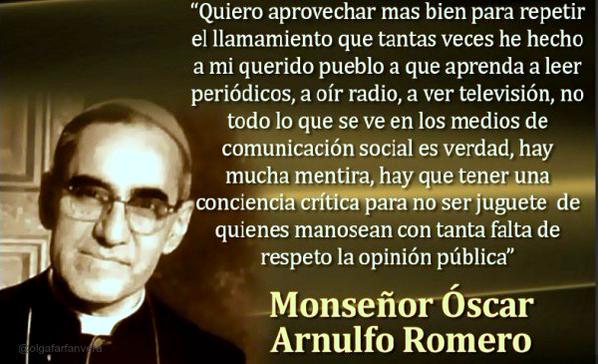 “Quiero aprovechar mas bien para repetir
el llamamiento que tantas veces he hecho
a mi querido pueblo a que aprenda a leer
periódicos, a oír radio, a ver televisión, no
todo lo que se ve en los medios de
comunicación social es verdad, hay
mucha mentira, hay que tener una
conciencia crítica para no ser juguete de
quienes manosean con tanta falta de
respeto la opinión pública”
Monseñor Óscar
Arnulfo Romero
@olgafarfanvera